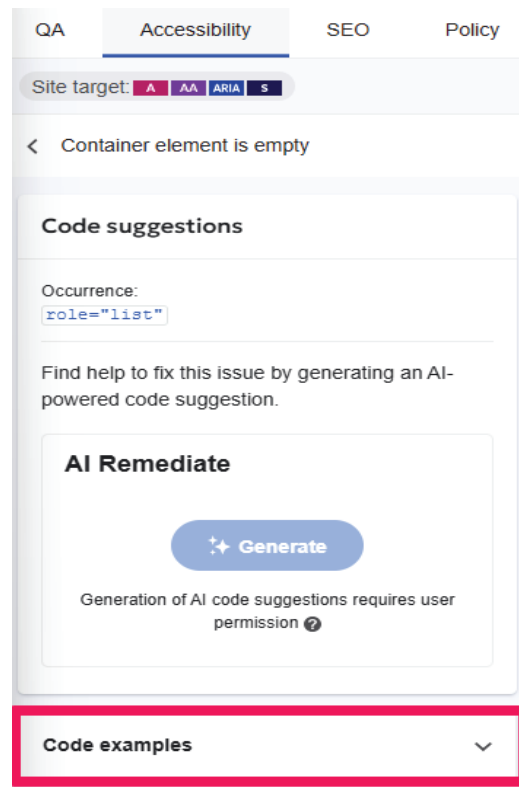 QA Accessibility SEO Policy
Site target: A AA ARIA S
Container element is empty
Code suggestions
Occurrence:
role="list"
Find help to fix this issue by generating an AI-
powered code suggestion.
AI Remediate
Generate
Generation of AI code suggestions requires user
permission ?
Code examples